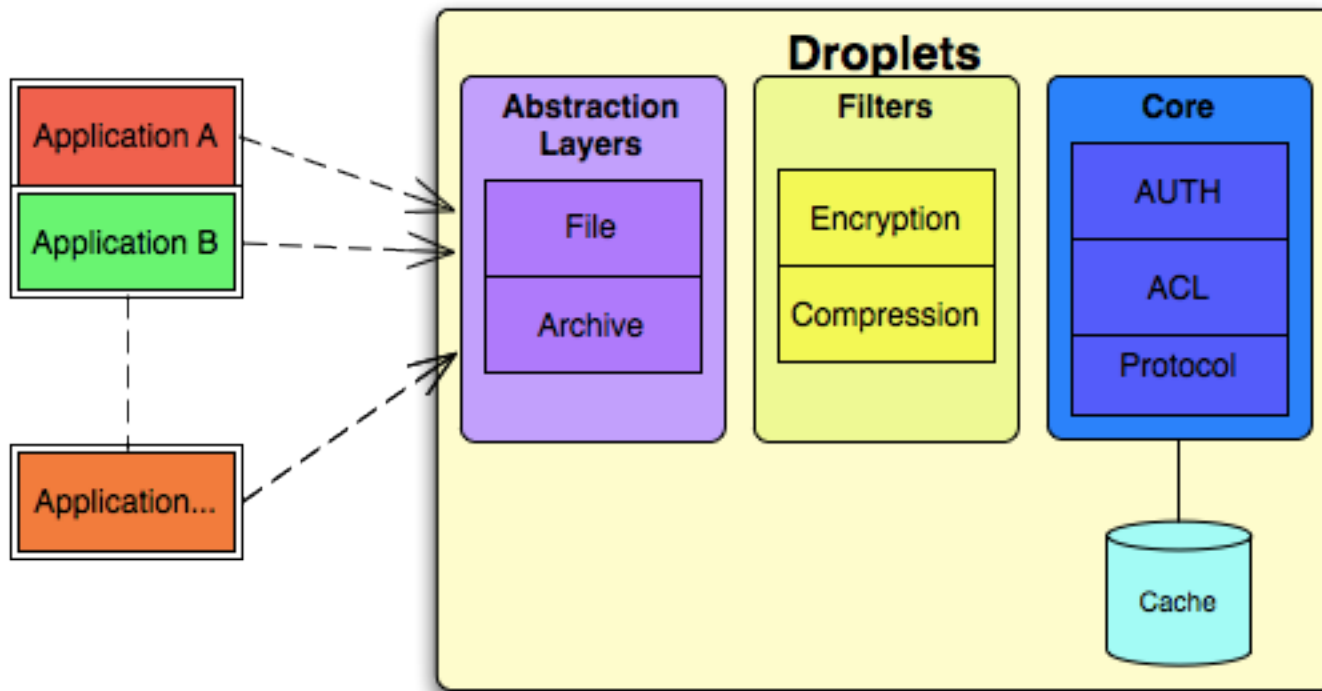 Droplets
Application A
Application B
Application...
Abstraction
Layers
File
Archive
Filters
Encryption
Compression
Core
AUTH
ACL
Protocol
Cache